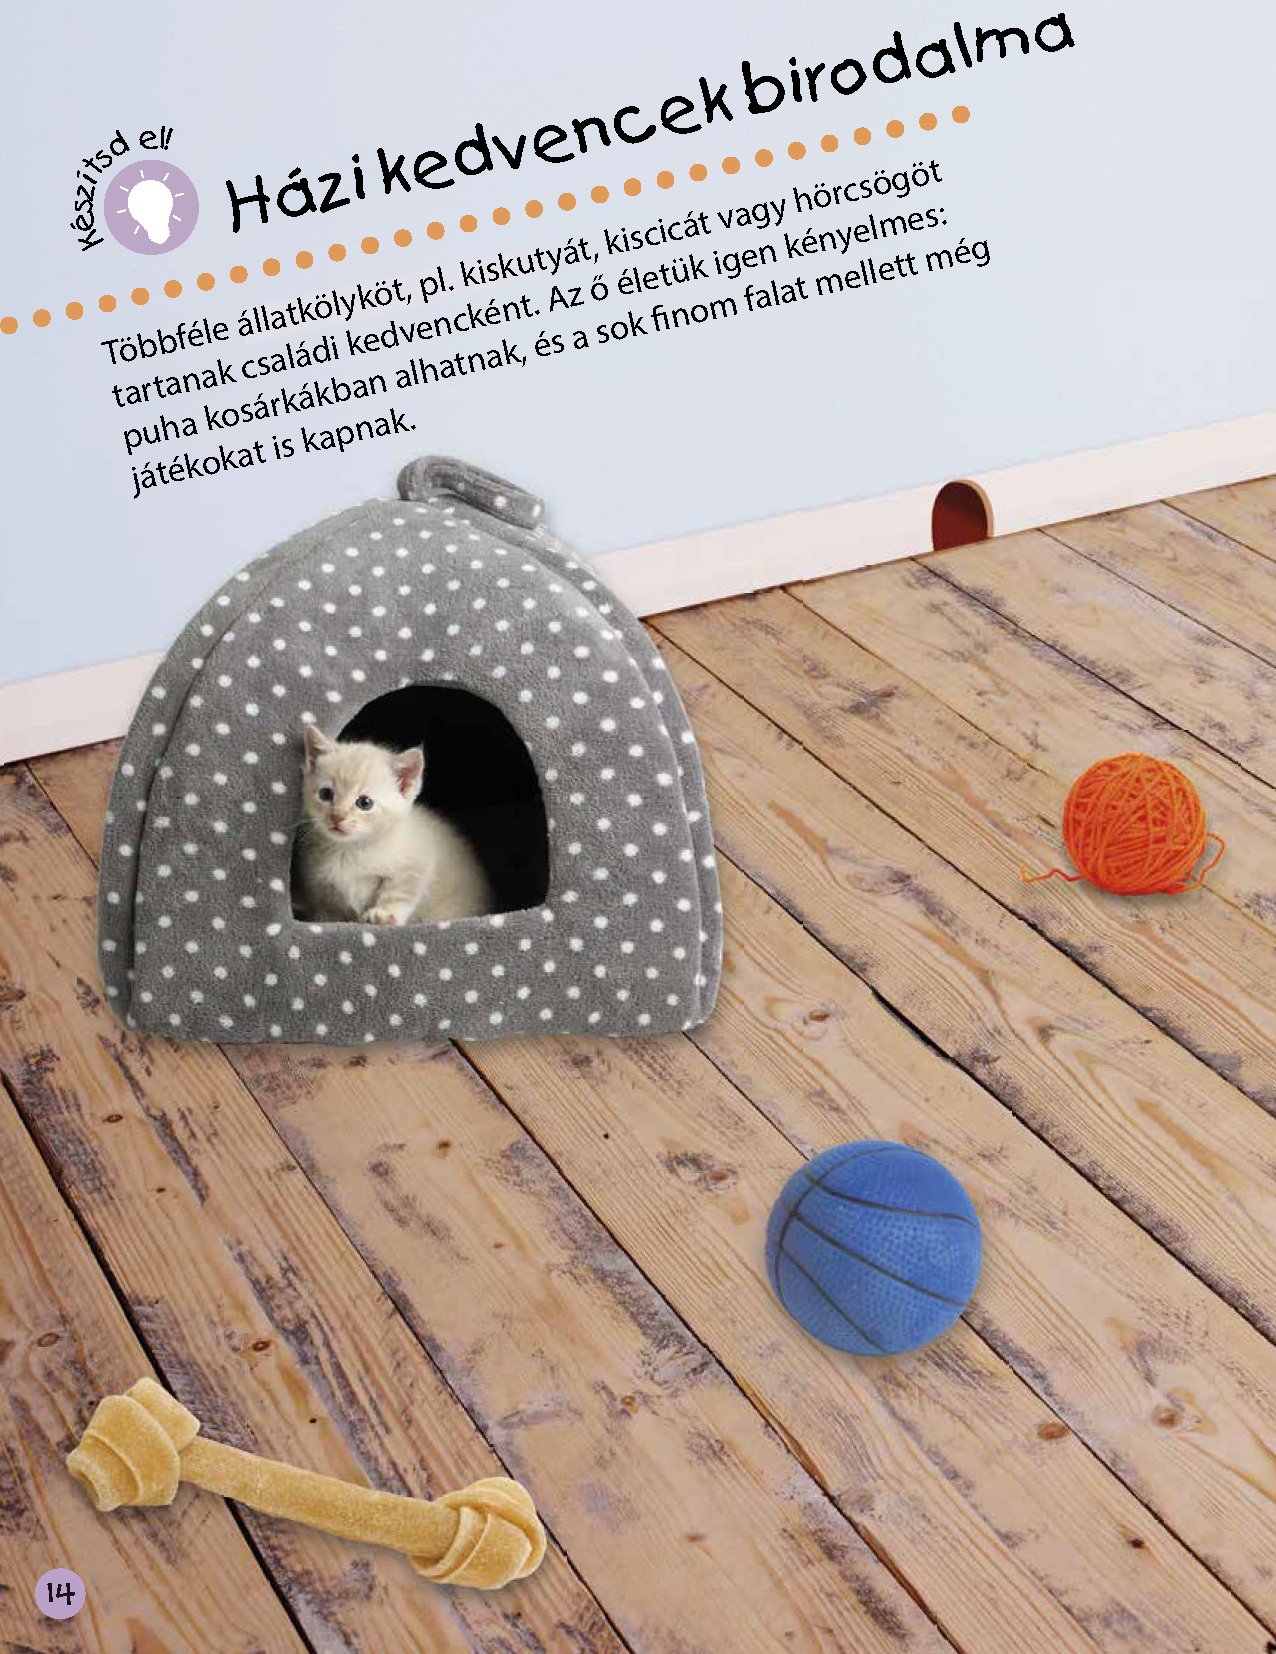 Készítsd el!
Házi kedvencek birodalma
Többféle állatkölyköt, pl. kiskutyát, kiscicát vagy hörcsögöt
tartanak családi kedvencként. Az ő életük igen kényelmes:
puha kosárkákban alhatnak, és a sok finom falat mellett még
játékokat is kapnak.
14